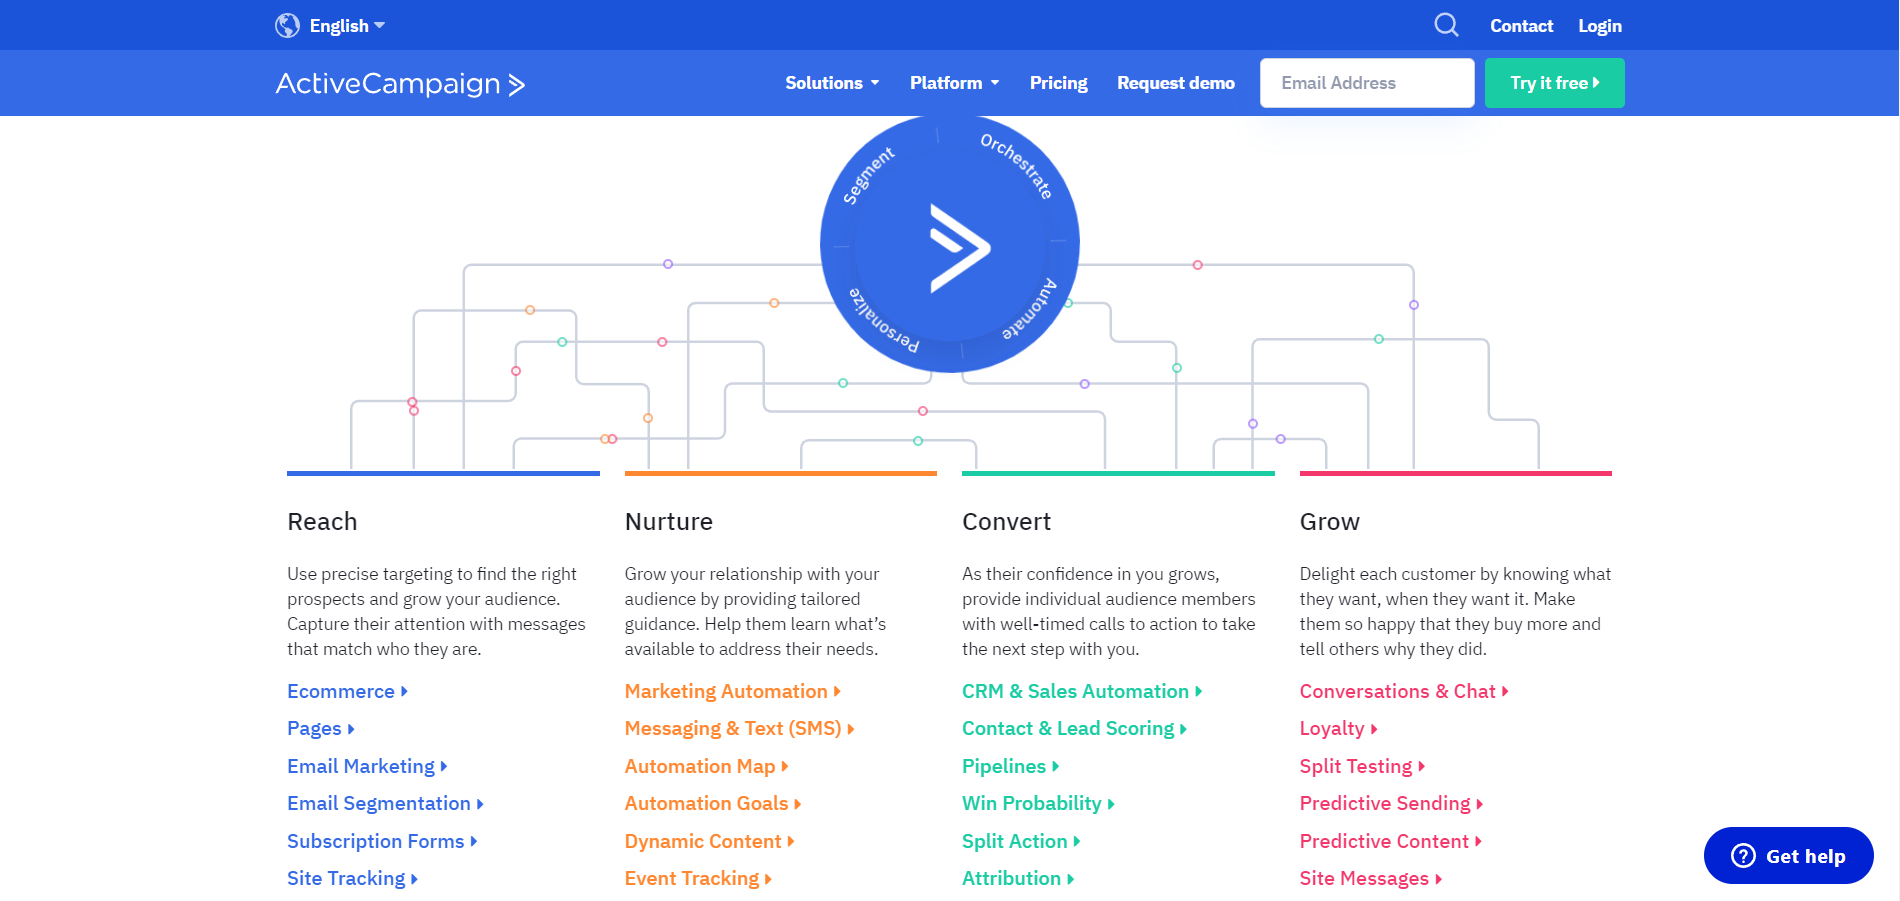 English
Contact
Login
ActiveCampaign
Solutions
Platform
Pricing
Request demo
Email Address
Try it free
Segment
Orchestrate
Personalize
Automate
Reach
Use precise targeting to find the right
prospects and grow your audience.
Capture their attention with messages
that match who they are.
Ecommerce
Pages
Email Marketing
Email Segmentation
Subscription Forms
Site Tracking
Nurture
Grow your relationship with your
audience by providing tailored
guidance. Help them learn what’s
available to address their needs.
Marketing Automation
Messaging & Text (SMS)
Automation Map
Automation Goals
Dynamic Content
Event Tracking
Convert
As their confidence in you grows,
provide individual audience members
with well-timed calls to action to take
the next step with you.
CRM & Sales Automation
Contact & Lead Scoring
Pipelines
Win Probability
Split Action
Attribution
Grow
Delight each customer by knowing what
they want, when they want it. Make
them so happy that they buy more and
tell others why they did.
Conversations & Chat
Loyalty
Split Testing
Predictive Sending
Predictive Content
Site Messages
Get help